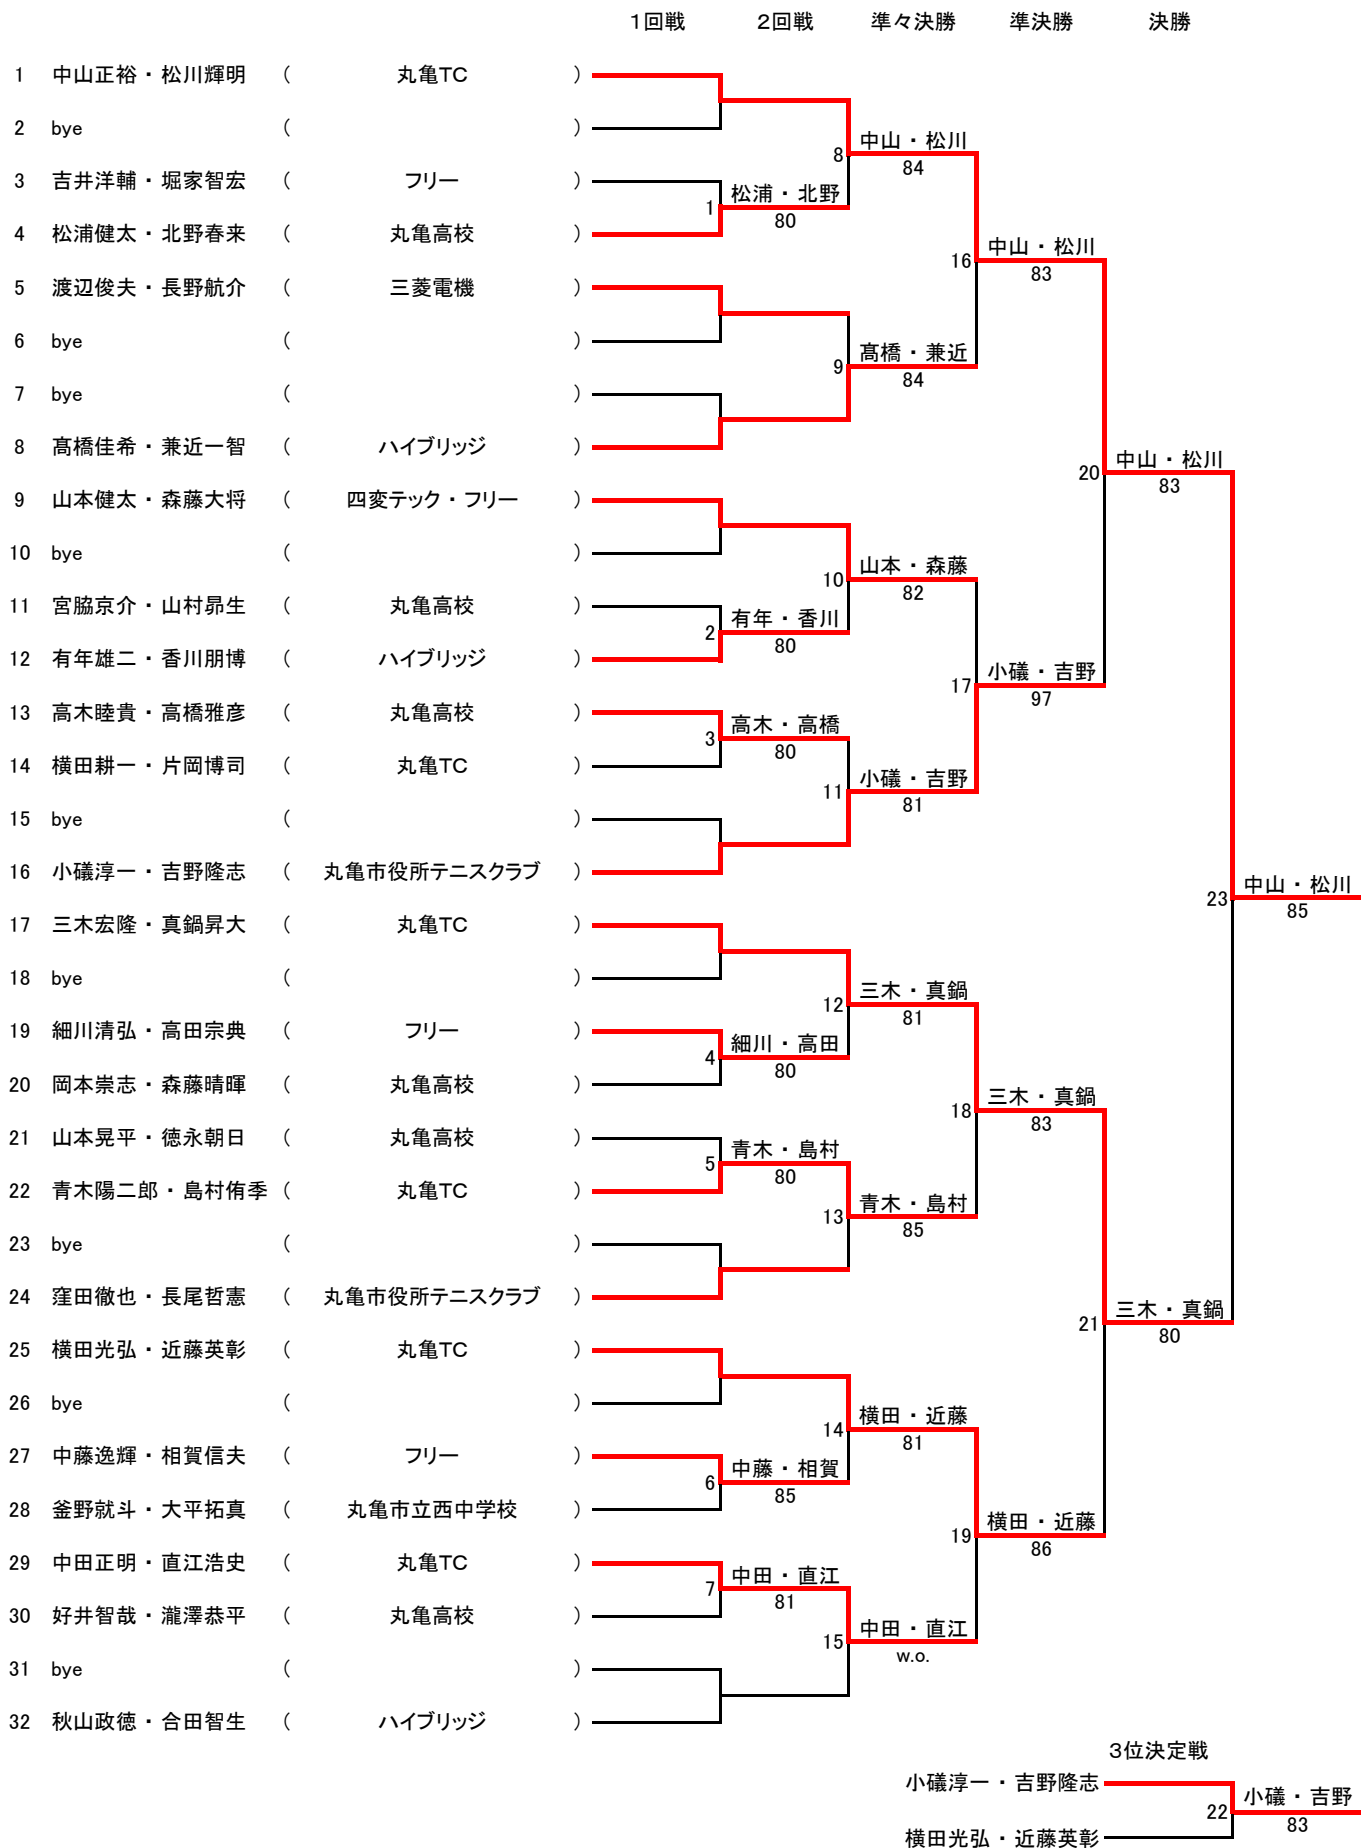 1回戦 2回戦 準々決勝 準決勝 決勝
1 中山正裕・松川輝明 ( 丸亀TC )
2 bye ( )
中山・松川
8
84
3 吉井洋輔・堀家智宏 ( フリー )
松浦・北野
1
80
4 松浦健太・北野春来 ( 丸亀高校 )
中山・松川
16
83
5 渡辺俊夫・長野航介 ( 三菱電機 )
6 bye ( )
髙橋・兼近
9
84
7 bye ( )
8 髙橋佳希・兼近一智 ( ハイブリッジ )
中山・松川
20
83
9 山本健太・森藤大将 ( 四変テック・フリー )
10 bye ( )
山本・森藤
10
82
11 宮脇京介・山村昴生 ( 丸亀高校 )
有年・香川
2
80
12 有年雄二・香川朋博 ( ハイブリッジ )
小礒・吉野
17
97
13 高木睦貴・高橋雅彦 ( 丸亀高校 )
高木・高橋
3
80
14 横田耕一・片岡博司 ( 丸亀TC )
小礒・吉野
11
81
15 bye ( )
16 小礒淳一・吉野隆志 ( 丸亀市役所テニスクラブ )
中山・松川
23
85
17 三木宏隆・真鍋昇大 ( 丸亀TC )
18 bye ( )
三木・真鍋
12
81
19 細川清弘・高田宗典 ( フリー )
細川・高田
4
80
20 岡本崇志・森藤晴暉 ( 丸亀高校 )
三木・真鍋
18
83
21 山本晃平・徳永朝日 ( 丸亀高校 )
青木・島村
5
80
22 青木陽二郎・島村侑季 ( 丸亀TC )
青木・島村
13
85
23 bye ( )
24 窪田徹也・長尾哲憲 ( 丸亀市役所テニスクラブ )
三木・真鍋
21
80
25 横田光弘・近藤英彰 ( 丸亀TC )
26 bye ( )
横田・近藤
14
81
27 中藤逸輝・相賀信夫 ( フリー )
中藤・相賀
6
85
28 釜野就斗・大平拓真 ( 丸亀市立西中学校 )
横田・近藤
19
86
29 中田正明・直江浩史 ( 丸亀TC )
中田・直江
7
81
30 好井智哉・瀧澤恭平 ( 丸亀高校 )
中田・直江
15
w.o.
31 bye ( )
32 秋山政徳・合田智生 ( ハイブリッジ )
3位決定戦
小礒淳一・吉野隆志
小礒・吉野
22
83
横田光弘・近藤英彰